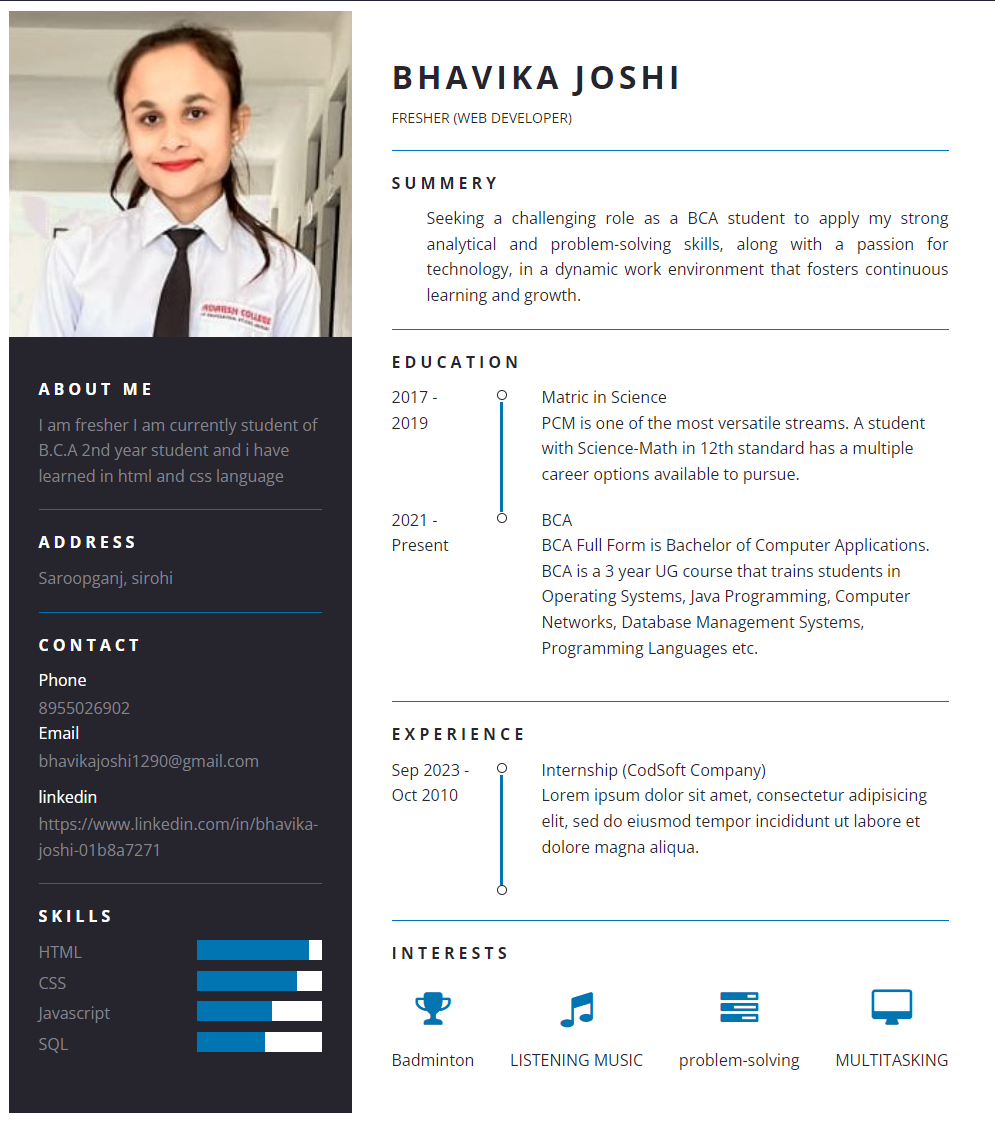 ABOUT ME
I am fresher I am currently student of
B.C.A 2nd year student and i have
learned in html and css language
ADDRESS
Saroopganj, sirohi
CONTACT
Phone
8955026902
Email
bhavikajoshi1290@gmail.com
linkedin
https://www.linkedin.com/in/bhavika-
joshi-01b8a7271
SKILLS
HTML
CSS
Javascript
SQL
BHAVIKA JOSHI
FRESHER (WEB DEVELOPER)
SUMMERY
Seeking a challenging role as a BCA student to apply my strong
analytical and problem-solving skills, along with a passion for
technology, in a dynamic work environment that fosters continuous
learning and growth.
EDUCATION
2017 -
2019
Matric in Science
PCM is one of the most versatile streams. A student
with Science-Math in 12th standard has a multiple
career options available to pursue.
2021 -
Present
BCA
BCA Full Form is Bachelor of Computer Applications.
BCA is a 3 year UG course that trains students in
Operating Systems, Java Programming, Computer
Networks, Database Management Systems,
Programming Languages etc.
EXPERIENCE
Sep 2023 -
Oct 2010
Internship (CodSoft Company)
Lorem ipsum dolor sit amet, consectetur adipisicing
elit, sed do eiusmod tempor incididunt ut labore et
dolore magna aliqua.
INTERESTS
Badminton
LISTENING MUSIC
problem-solving
MULTITASKING